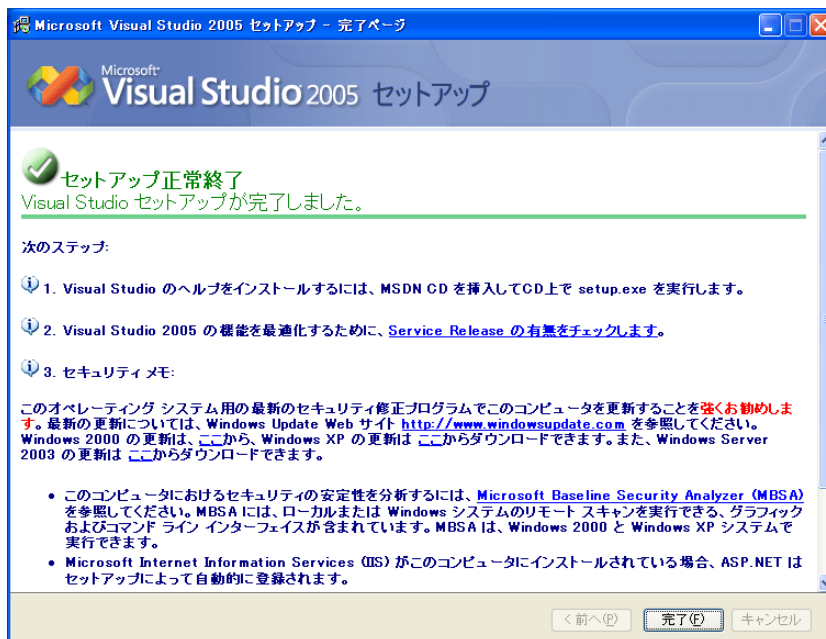 Microsoft Visual Studio 2005 セットアップ - 完了ページ
Microsoft
Visual Studio 2005 セットアップ
セットアップ正常終了
Visual Studio セットアップが完了しました。
次のステップ:
1. Visual Studio のヘルプをインストールするには、MSDN CD を挿入してCD上で setup.exe を実行します。
2. Visual Studio 2005 の機能を最適化するために、Service Release の有無をチェックします。
3. セキュリティ メモ:
このオペレーティング システム用の最新のセキュリティ修正プログラムでこのコンピュータを更新することを強くお勧めしま
す。最新の更新については、Windows Update Web サイト http://www.windowsupdate.com を参照してください。
Windows 2000 の更新は、ここから、Windows XP の更新は ここからダウンロードできます。また、Windows Server
2003 の更新は ここからダウンロードできます。
• このコンピュータにおけるセキュリティの安定性を分析するには、Microsoft Baseline Security Analyzer (MBSA)
を参照してください。MBSA には、ローカルまたは Windows システムのリモート スキャンを実行できる、グラフィック
およびコマンド ライン インターフェイスが含まれています。MBSA は、Windows 2000 と Windows XP システムで
実行できます。
• Microsoft Internet Information Services (IIS) がこのコンピュータにインストールされている場合、ASP.NET は
セットアップによって自動的に登録されます。
< 前へ(P)
完了(F)
キャンセル